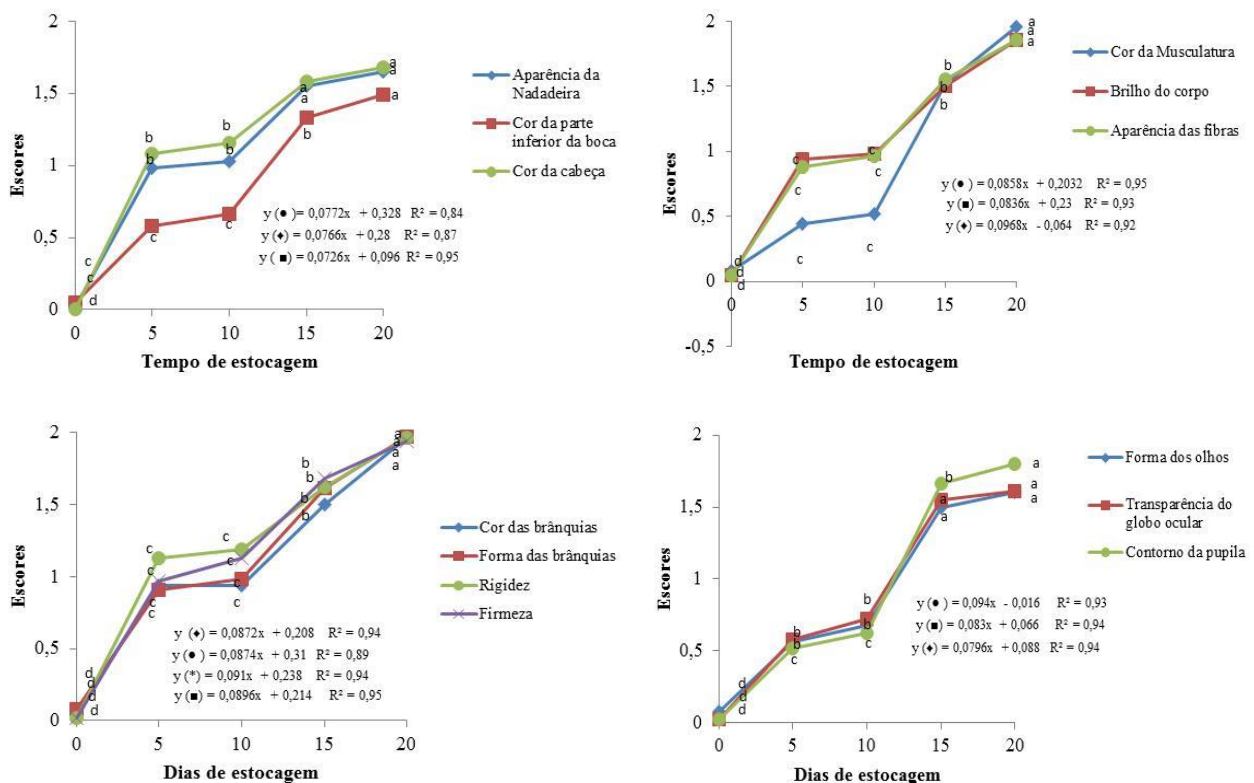 2
1,5
1
0,5
0
0 5 10 15 20
Escores
Tempo de estocagem
c
c
d
b
b
c
b
b
c
a
a
b
a
a
a
Aparência da
Nadadeira
Cor da parte
inferior da boca
Cor da cabeça
y (●) = 0,0772x + 0,328 R² = 0,84
y (♦) = 0,0766x + 0,28 R² = 0,87
y (■) = 0,0726x + 0,096 R² = 0,95
2
1,5
1
0,5
0
-0,5
0 5 10 15 20
Escores
Tempo de estocagem
d
d
d
c
c
c
c
c
c
b
b
b
a
a
a
Cor da Musculatura
Brilho do corpo
Aparência das fibras
y (●) = 0,0858x + 0,2032 R² = 0,95
y (■) = 0,0836x + 0,23 R² = 0,93
y (♦) = 0,0968x - 0,064 R² = 0,92
2
1,5
1
0,5
0
0 5 10 15 20
Escores
Dias de estocagem
d
d
d
d
c
c
c
c
c
c
c
c
b
b
b
b
a
a
a
a
Cor das brânquias
Forma das brânquias
Rigidez
Firmeza
y (♦) = 0,0872x + 0,208 R² = 0,94
y (●) = 0,0874x + 0,31 R² = 0,89
y (*) = 0,091x + 0,238 R² = 0,94
y (■) = 0,0896x + 0,214 R² = 0,95
2
1,5
1
0,5
0
0 5 10 15 20
Escores
Dias de estocagem
d
d
d
b
b
c
b
b
c
b
a
a
a
a
a
Forma dos olhos
Transparência do
globo ocular
Contorno da pupila
y (●) = 0,094x - 0,016 R² = 0,93
y (■) = 0,083x + 0,066 R² = 0,94
y (♦) = 0,0796x + 0,088 R² = 0,94